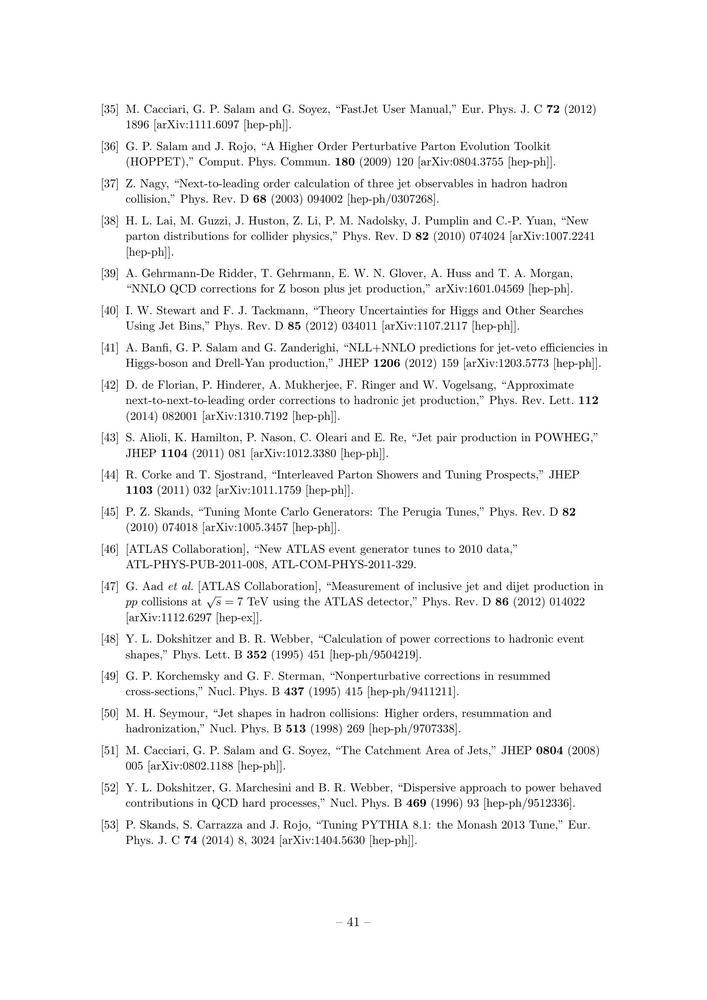 [35] M. Cacciari, G. P. Salam and G. Soyez, “FastJet User Manual,” Eur. Phys. J. C 72 (2012)
1896 [arXiv:1111.6097 [hep-ph]].
[36] G. P. Salam and J. Rojo, “A Higher Order Perturbative Parton Evolution Toolkit
(HOPPET),” Comput. Phys. Commun. 180 (2009) 120 [arXiv:0804.3755 [hep-ph]].
[37] Z. Nagy, “Next-to-leading order calculation of three jet observables in hadron hadron
collision,” Phys. Rev. D 68 (2003) 094002 [hep-ph/0307268].
[38] H. L. Lai, M. Guzzi, J. Huston, Z. Li, P. M. Nadolsky, J. Pumplin and C.-P. Yuan, “New
parton distributions for collider physics,” Phys. Rev. D 82 (2010) 074024 [arXiv:1007.2241
[hep-ph]].
[39] A. Gehrmann-De Ridder, T. Gehrmann, E. W. N. Glover, A. Huss and T. A. Morgan,
“NNLO QCD corrections for Z boson plus jet production,” arXiv:1601.04569 [hep-ph].
[40] I. W. Stewart and F. J. Tackmann, “Theory Uncertainties for Higgs and Other Searches
Using Jet Bins,” Phys. Rev. D 85 (2012) 034011 [arXiv:1107.2117 [hep-ph]].
[41] A. Banfi, G. P. Salam and G. Zanderighi, “NLL+NNLO predictions for jet-veto efficiencies in
Higgs-boson and Drell-Yan production,” JHEP 1206 (2012) 159 [arXiv:1203.5773 [hep-ph]].
[42] D. de Florian, P. Hinderer, A. Mukherjee, F. Ringer and W. Vogelsang, “Approximate
next-to-next-to-leading order corrections to hadronic jet production,” Phys. Rev. Lett. 112
(2014) 082001 [arXiv:1310.7192 [hep-ph]].
[43] S. Alioli, K. Hamilton, P. Nason, C. Oleari and E. Re, “Jet pair production in POWHEG,”
JHEP 1104 (2011) 081 [arXiv:1012.3380 [hep-ph]].
[44] R. Corke and T. Sjostrand, “Interleaved Parton Showers and Tuning Prospects,” JHEP
1103 (2011) 032 [arXiv:1011.1759 [hep-ph]].
[45] P. Z. Skands, “Tuning Monte Carlo Generators: The Perugia Tunes,” Phys. Rev. D 82
(2010) 074018 [arXiv:1005.3457 [hep-ph]].
[46] [ATLAS Collaboration], “New ATLAS event generator tunes to 2010 data,”
ATL-PHYS-PUB-2011-008, ATL-COM-PHYS-2011-329.
[47] G. Aad et al. [ATLAS Collaboration], “Measurement of inclusive jet and dijet production in
pp collisions at √s = 7 TeV using the ATLAS detector,” Phys. Rev. D 86 (2012) 014022
[arXiv:1112.6297 [hep-ex]].
[48] Y. L. Dokshitzer and B. R. Webber, “Calculation of power corrections to hadronic event
shapes,” Phys. Lett. B 352 (1995) 451 [hep-ph/9504219].
[49] G. P. Korchemsky and G. F. Sterman, “Nonperturbative corrections in resummed
cross-sections,” Nucl. Phys. B 437 (1995) 415 [hep-ph/9411211].
[50] M. H. Seymour, “Jet shapes in hadron collisions: Higher orders, resummation and
hadronization,” Nucl. Phys. B 513 (1998) 269 [hep-ph/9707338].
[51] M. Cacciari, G. P. Salam and G. Soyez, “The Catchment Area of Jets,” JHEP 0804 (2008)
005 [arXiv:0802.1188 [hep-ph]].
[52] Y. L. Dokshitzer, G. Marchesini and B. R. Webber, “Dispersive approach to power behaved
contributions in QCD hard processes,” Nucl. Phys. B 469 (1996) 93 [hep-ph/9512336].
[53] P. Skands, S. Carrazza and J. Rojo, “Tuning PYTHIA 8.1: the Monash 2013 Tune,” Eur.
Phys. J. C 74 (2014) 8, 3024 [arXiv:1404.5630 [hep-ph]].
– 41 –